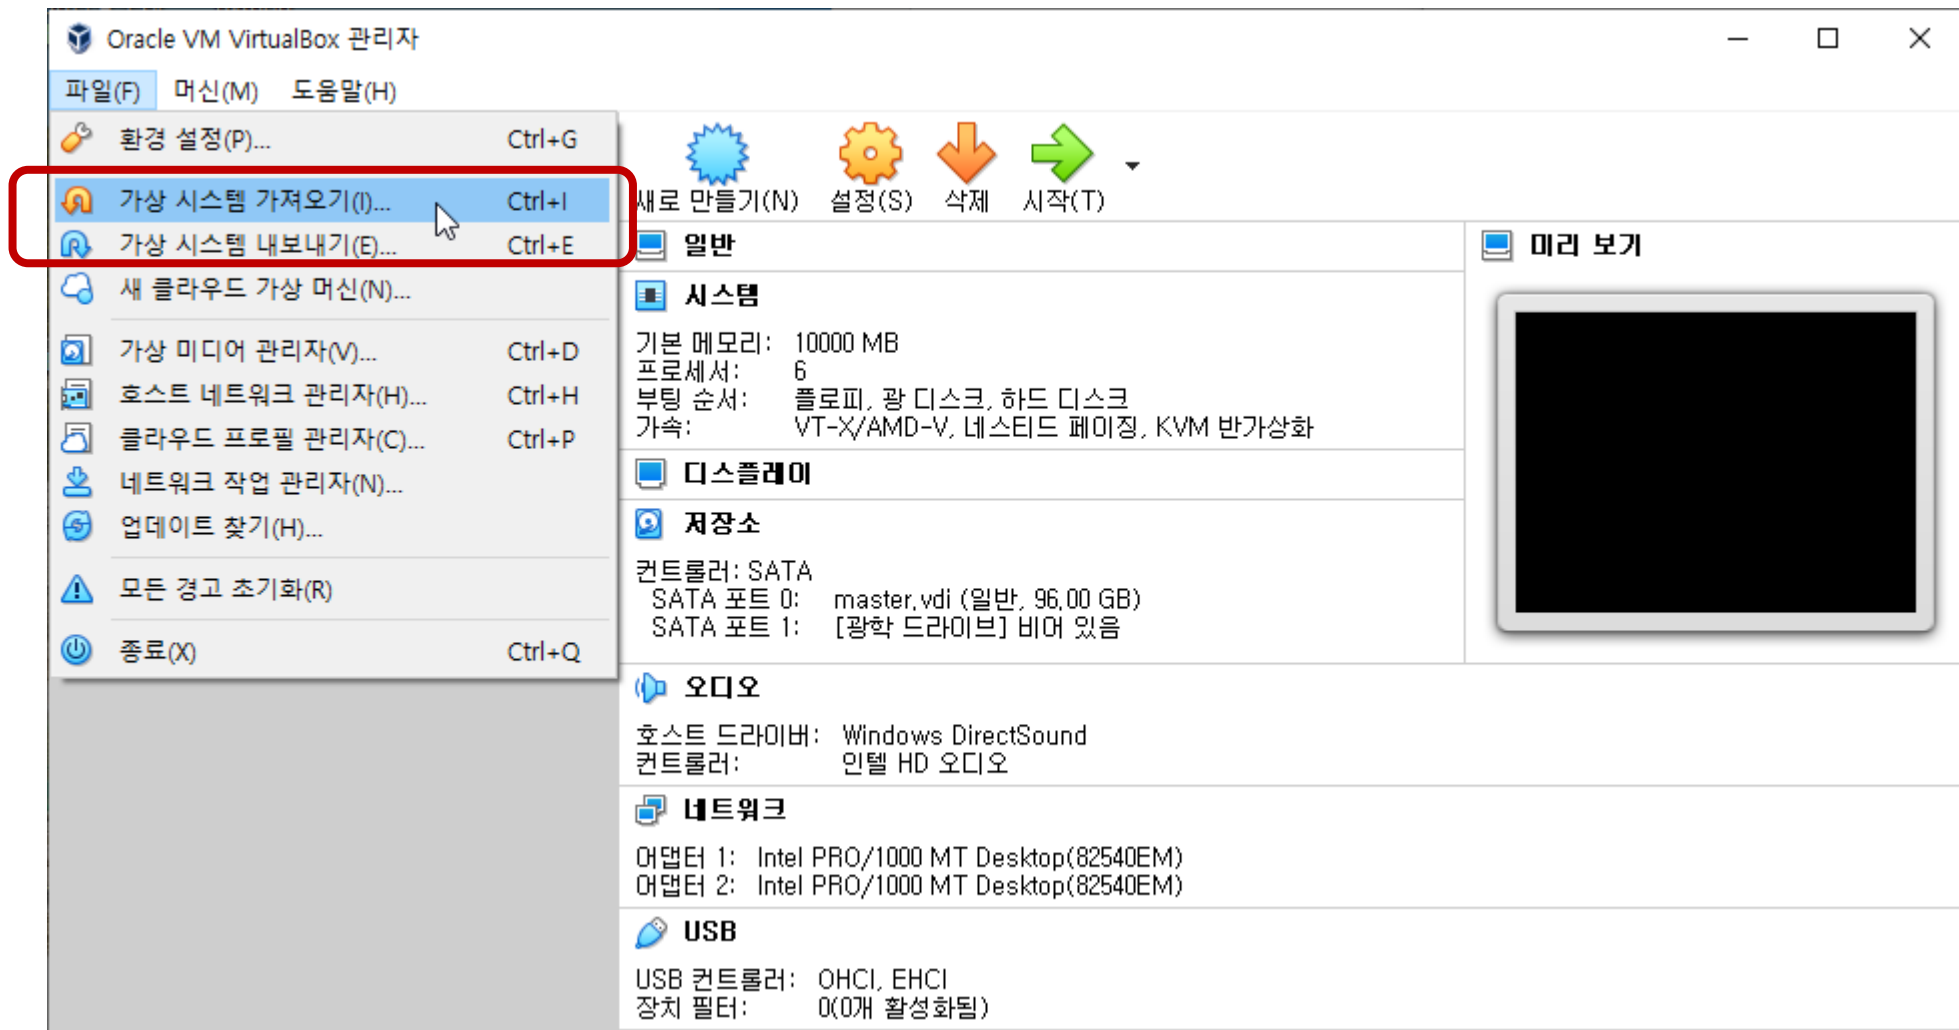 Oracle VM VirtualBox 관리자
파일(F) 머신(M) 도움말(H)
환경 설정(P)... Ctrl+G
가상 시스템 가져오기(I)... Ctrl+I
가상 시스템 내보내기(E)... Ctrl+E
새 클라우드 가상 머신(N)...
가상 미디어 관리자(V)... Ctrl+D
호스트 네트워크 관리자(H)... Ctrl+H
클라우드 프로필 관리자(C)... Ctrl+P
네트워크 작업 관리자(N)...
업데이트 찾기(H)...
모든 경고 초기화(R)
종료(X) Ctrl+Q
새로 만들기(N) 설정(S) 삭제 시작(T)
일반
시스템
기본 메모리: 10000 MB
프로세서: 6
부팅 순서: 플로피, 광 디스크, 하드 디스크
가속: VT-X/AMD-V, 네스티드 페이징, KVM 반가상화
디스플레이
저장소
컨트롤러: SATA
SATA 포트 0: master.vdi (일반, 96.00 GB)
SATA 포트 1: [광학 드라이브] 비어 있음
오디오
호스트 드라이버: Windows DirectSound
컨트롤러: 인텔 HD 오디오
네트워크
어댑터 1: Intel PRO/1000 MT Desktop(82540EM)
어댑터 2: Intel PRO/1000 MT Desktop(82540EM)
USB
USB 컨트롤러: OHCI, EHCI
장치 필터: 0(0개 활성화됨)
미리 보기